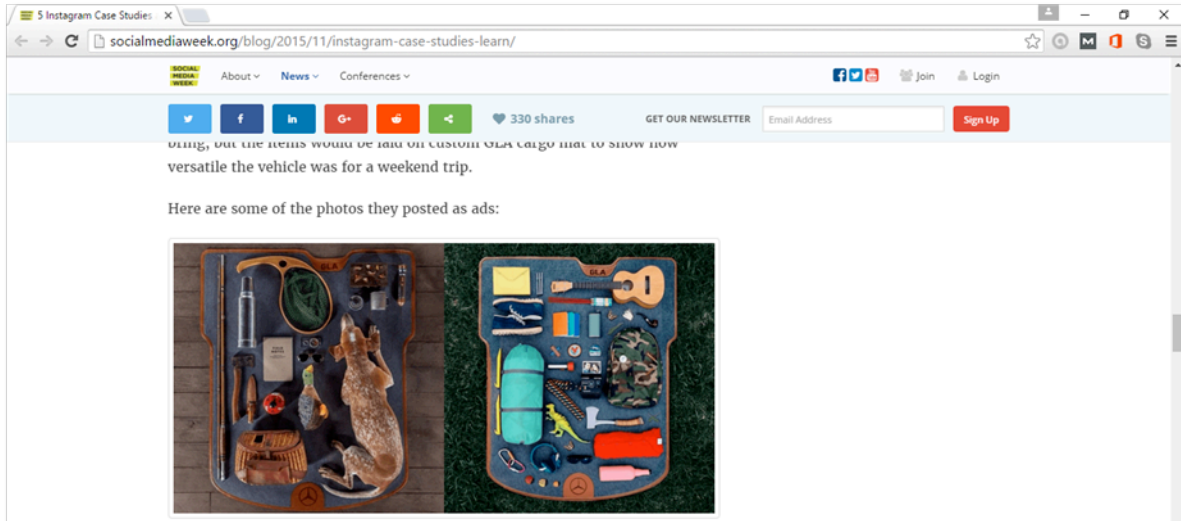 5 Instagram Case Studies
socialmediaweek.org/blog/2015/11/instagram-case-studies-learn/
SOCIAL
MEDIA
WEEK
About
News
Conferences
You Tube
Join
Login
f
in
G+
330 shares
GET OUR NEWSLETTER
Email Address
Sign Up
bring, but the items would be laid on custom GLA cargo mat to show how
versatile the vehicle was for a weekend trip.
Here are some of the photos they posted as ads:
GLA
GLA